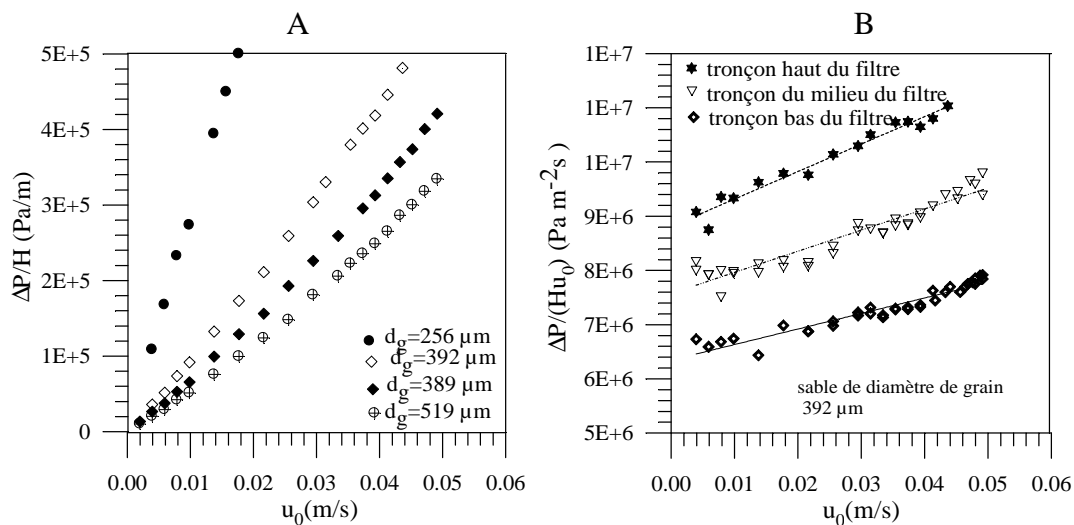 A
5E+5
4E+5
3E+5
2E+5
1E+5
0
ΔP/H (Pa/m)
d_g=256 µm
d_g=392 µm
d_g=389 µm
d_g=519 µm
0.00 0.01 0.02 0.03 0.04 0.05 0.06
u_0(m/s)
B
1E+7
1E+7
1E+7
9E+6
8E+6
7E+6
6E+6
5E+6
ΔP/(Hu_0) (Pa m^-2 s)
tronçon haut du filtre
tronçon du milieu du filtre
tronçon bas du filtre
sable de diamètre de grain
392 µm
0.00 0.01 0.02 0.03 0.04 0.05 0.06
u_0(m/s)